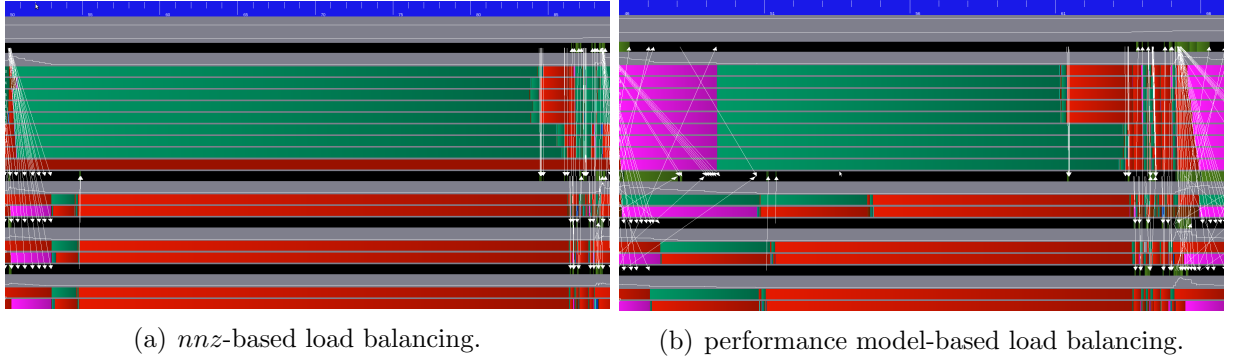 (a) nnz-based load balancing.
(b) performance model-based load balancing.